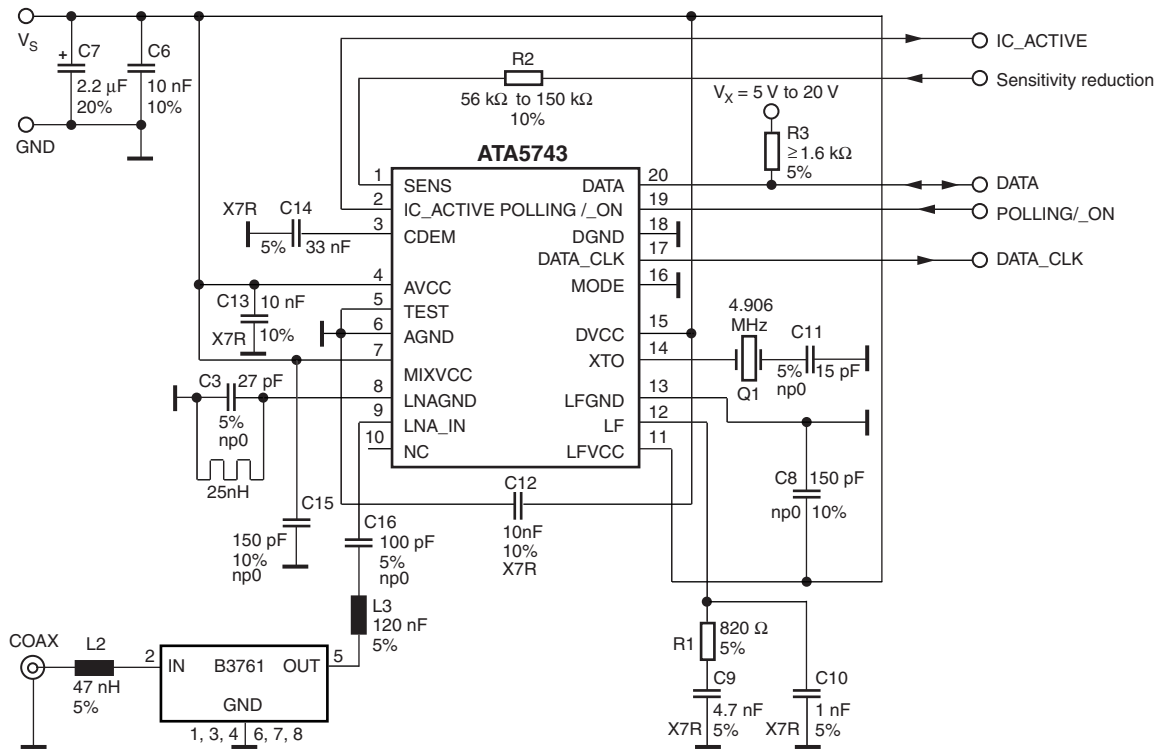 V_S
+ C7
2.2 μF
20%
C6
10 nF
10%
GND
R2
56 kΩ to 150 kΩ
10%
V_X = 5 V to 20 V
R3
≥1.6 kΩ
5%
IC_ACTIVE
Sensitivity reduction
DATA
POLLING/_ON
DATA_CLK
ATA5743
1 SENS
2 IC_ACTIVE
3 CDEM
4 AVCC
5 TEST
6 AGND
7 MIXVCC
8 LNAGND
9 LNA_IN
10 NC
DATA 20
POLLING /_ON 19
DGND 18
DATA_CLK 17
MODE 16
DVCC 15
XTO 14
LFGND 13
LF 12
LFVCC 11
X7R C14
5% 33 nF
C13 10 nF
X7R 10%
C3 27 pF
5%
np0
25nH
C15
150 pF
10%
np0
C16
100 pF
5%
np0
L3
120 nF
5%
C12
10nF
10%
X7R
4.906
MHz
Q1
C11
5% 15 pF
np0
C8 150 pF
np0 10%
R1 820 Ω
5%
C9
4.7 nF
X7R 5%
C10
1 nF
X7R 5%
COAX
L2
47 nH
5%
2 IN B3761 OUT 5
GND
1, 3, 4 6, 7, 8